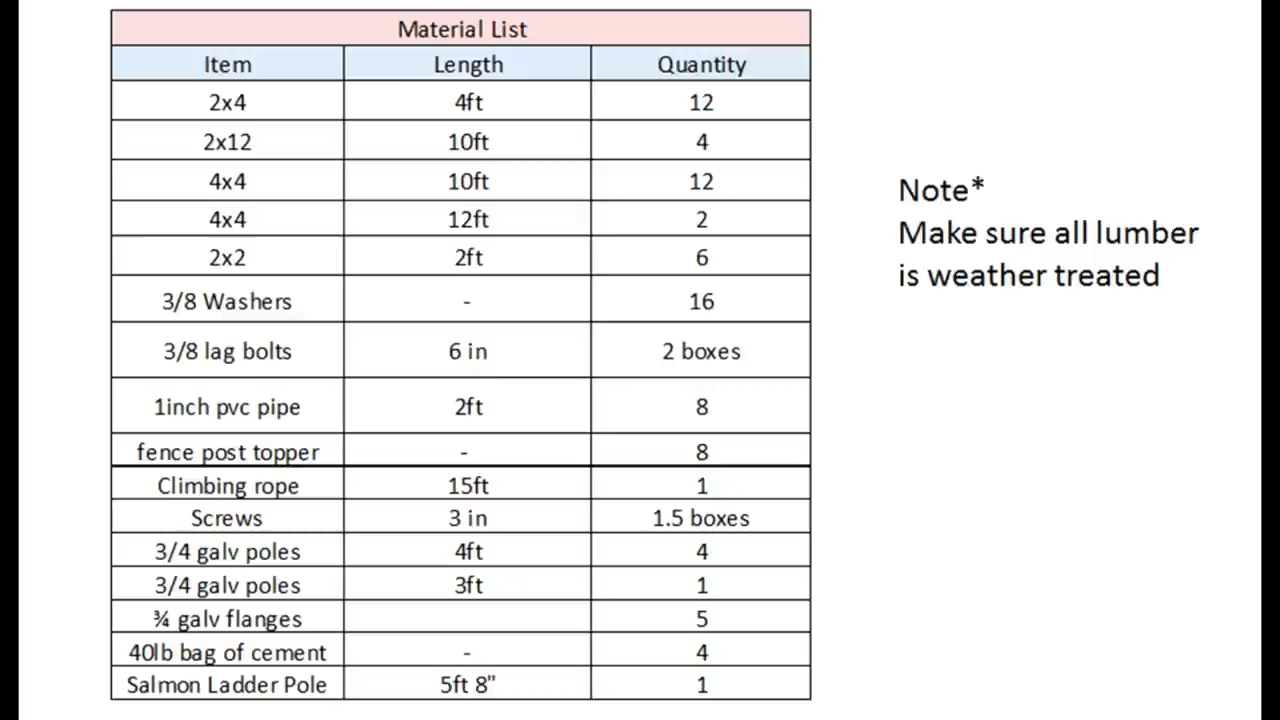 Material List
Item Length Quantity
2x4 4ft 12
2x12 10ft 4
4x4 10ft 12
4x4 12ft 2
2x2 2ft 6
3/8 Washers - 16
3/8 lag bolts 6 in 2 boxes
1inch pvc pipe 2ft 8
fence post topper - 8
Climbing rope 15ft 1
Screws 3 in 1.5 boxes
3/4 galv poles 4ft 4
3/4 galv poles 3ft 1
¾ galv flanges 5
40lb bag of cement - 4
Salmon Ladder Pole 5ft 8" 1
Note*
Make sure all lumber
is weather treated